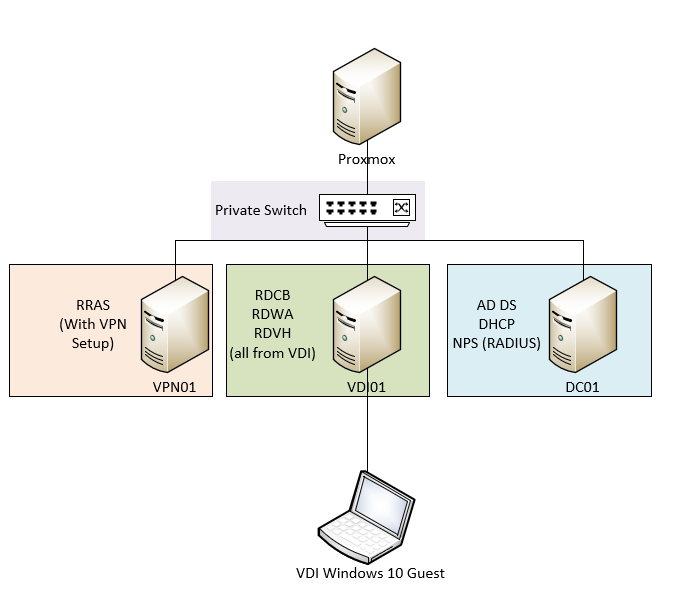 Proxmox
Private Switch
RRAS
(With VPN
Setup)
VPN01
RDCB
RDWA
RDVH
(all from VDI)
VDI01
AD DS
DHCP
NPS (RADIUS)
DC01
VDI Windows 10 Guest